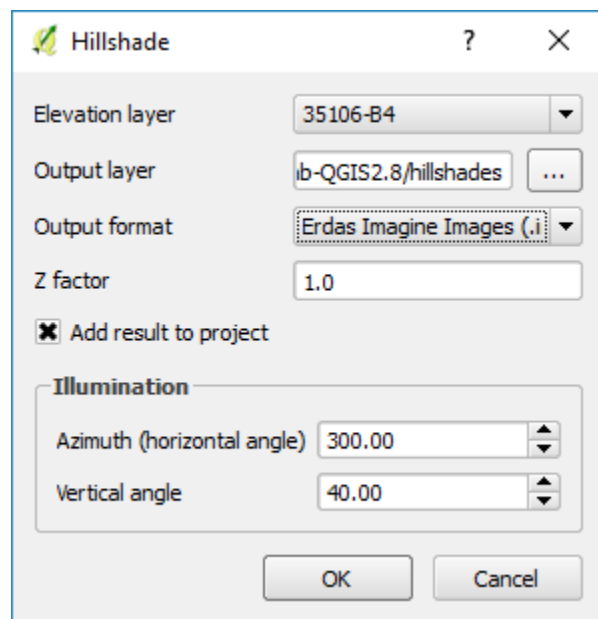 Hillshade ?
Elevation layer 35106-B4
Output layer ab-QGIS2.8/hillshades ...
Output format Erdas Imagine Images (.i
Z factor 1.0
Add result to project
Illumination
Azimuth (horizontal angle) 300.00
Vertical angle 40.00
OK Cancel